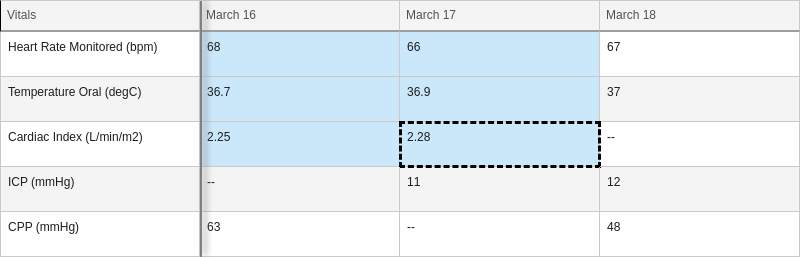 Vitals March 16 March 17 March 18
Heart Rate Monitored (bpm) 68 66 67
Temperature Oral (degC) 36.7 36.9 37
Cardiac Index (L/min/m2) 2.25 2.28 --
ICP (mmHg) -- 11 12
CPP (mmHg) 63 -- 48